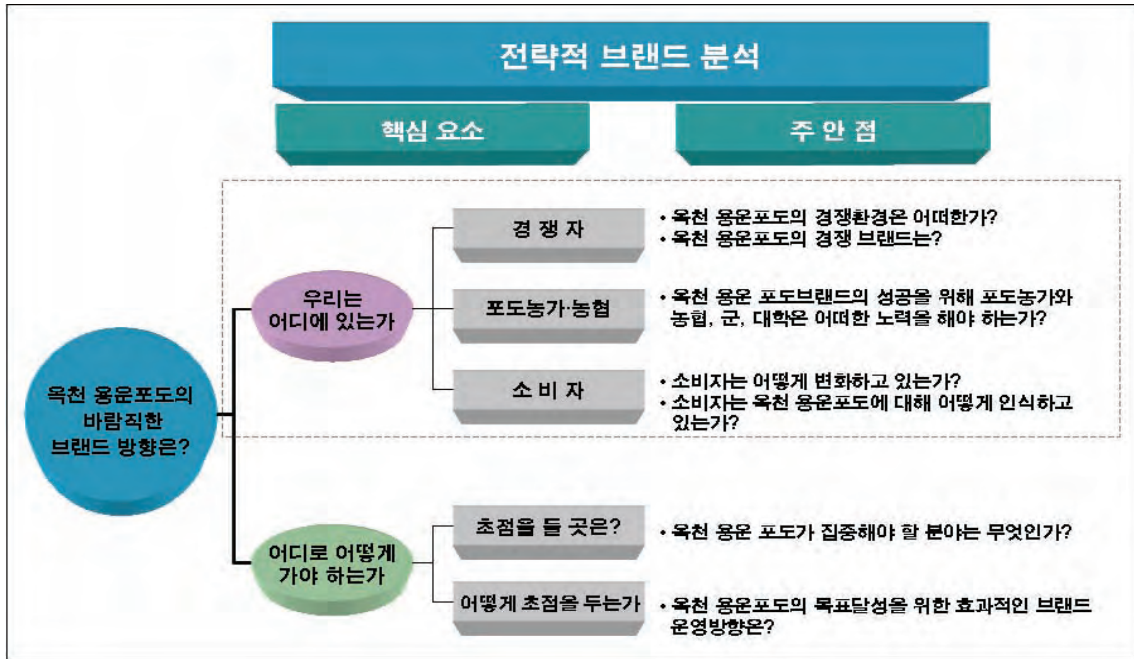 전략적 브랜드 분석
핵심 요소
주 안 점
옥천 용운포도의
바람직한
브랜드 방향은?
우리는
어디에 있는가
경 쟁 자
• 옥천 용운포도의 경쟁환경은 어떠한가?
• 옥천 용운포도의 경쟁 브랜드는?
포도농가·농협
• 옥천 용운 포도브랜드의 성공을 위해 포도농가와
농협, 군, 대학은 어떠한 노력을 해야 하는가?
소 비 자
• 소비자는 어떻게 변화하고 있는가?
• 소비자는 옥천 용운포도에 대해 어떻게 인식하고
있는가?
어디로 어떻게
가야 하는가
초점을 둘 곳은?
• 옥천 용운 포도가 집중해야 할 분야는 무엇인가?
어떻게 초점을 두는가
• 옥천 용운포도의 목표달성을 위한 효과적인 브랜드
운영방향은?